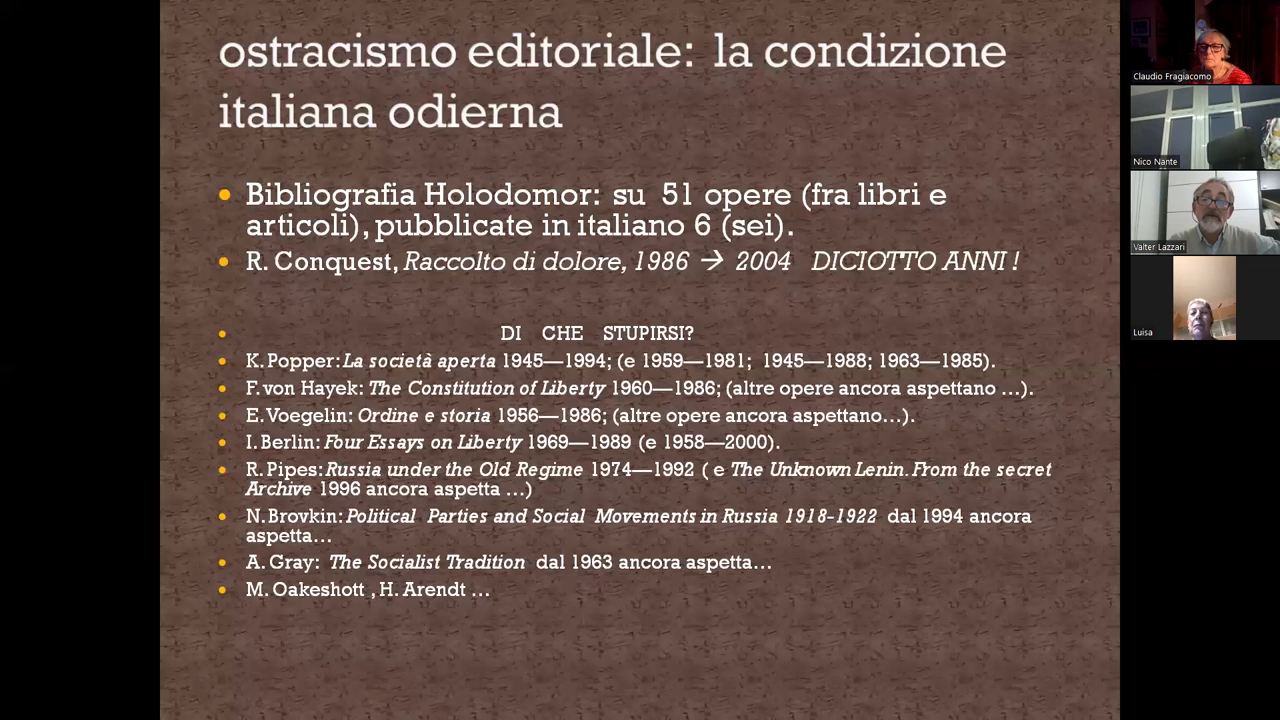 ostracismo editoriale: la condizione
italiana odierna
Bibliografia Holodomor: su 51 opere (fra libri e
articoli), pubblicate in italiano 6 (sei).
R. Conquest, Raccolto di dolore, 1986 → 2004 DICIOTTO ANNI !
DI CHE STUPIRSI?
K. Popper: La società aperta 1945—1994; (e 1959—1981; 1945—1988; 1963—1985).
F. von Hayek: The Constitution of Liberty 1960—1986; (altre opere ancora aspettano …).
E. Voegelin: Ordine e storia 1956—1986; (altre opere ancora aspettano…).
I. Berlin: Four Essays on Liberty 1969—1989 (e 1958—2000).
R. Pipes: Russia under the Old Regime 1974—1992 ( e The Unknown Lenin. From the secret
Archive 1996 ancora aspetta …)
N. Brovkin: Political Parties and Social Movements in Russia 1918-1922 dal 1994 ancora
aspetta…
A. Gray: The Socialist Tradition dal 1963 ancora aspetta…
M. Oakeshott , H. Arendt …
Claudio Fragiacomo
Nico Nante
Valter Lazzari
Luisa